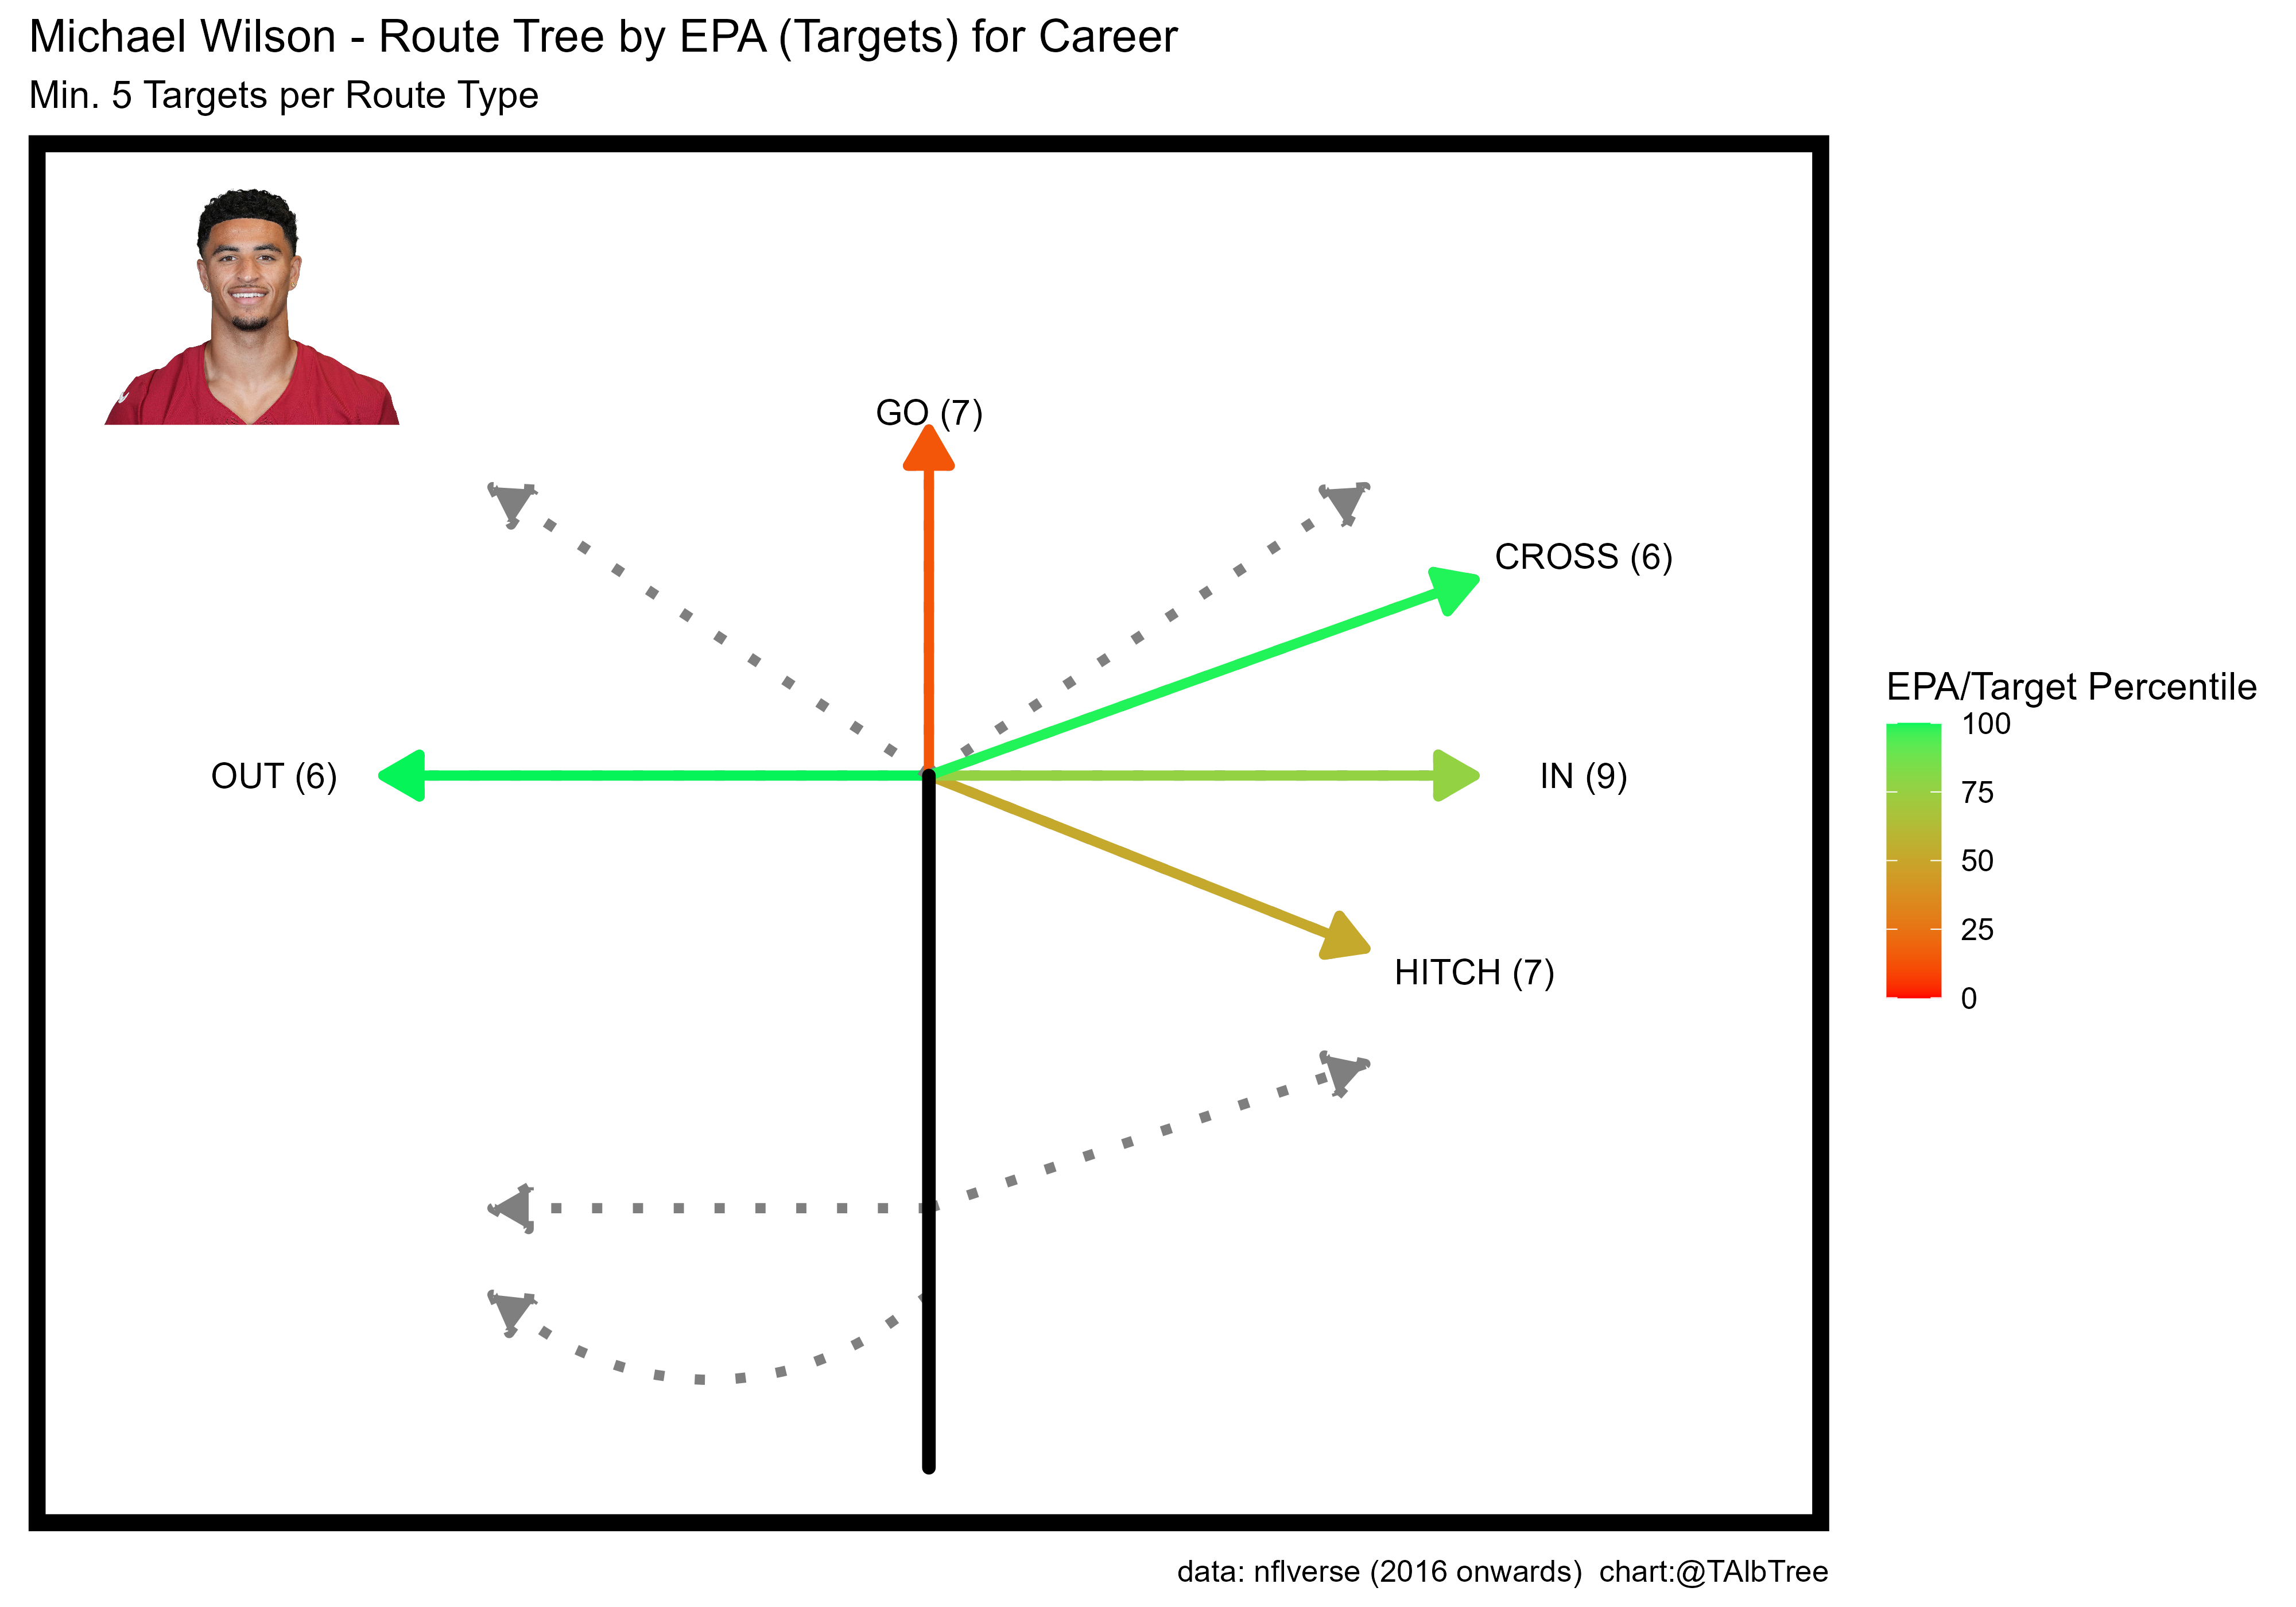 Michael Wilson - Route Tree by EPA (Targets) for Career
Min. 5 Targets per Route Type
GO (7)
CROSS (6)
OUT (6)
IN (9)
HITCH (7)
EPA/Target Percentile
100
75
50
25
0
data: nflverse (2016 onwards)  chart:@TAlbTree